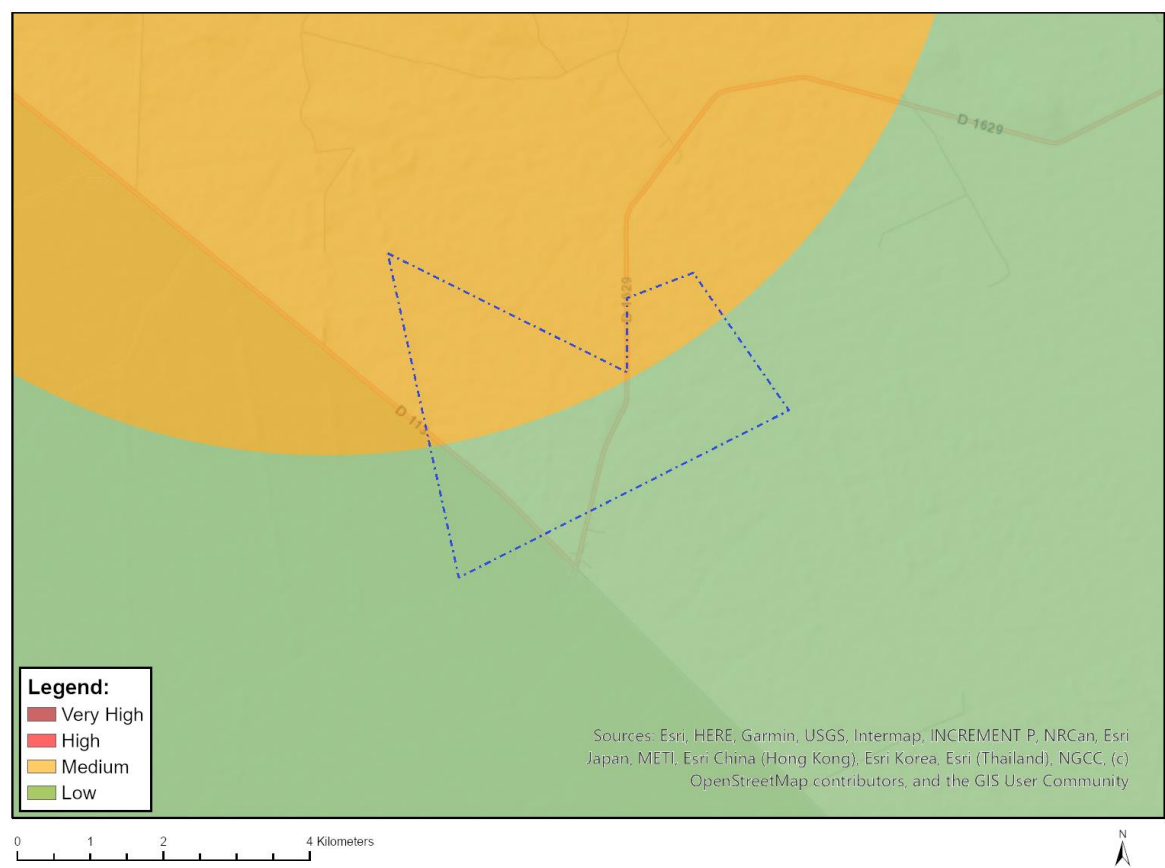 D 1629
D 1629
D 11
Legend:
Very High
High
Medium
Low
Sources: Esri, HERE, Garmin, USGS, Intermap, INCREMENT P, NRCan, Esri
Japan, METI, Esri China (Hong Kong), Esri Korea, Esri (Thailand), NGCC, (c)
OpenStreetMap contributors, and the GIS User Community
0 1 2 4 Kilometers
N